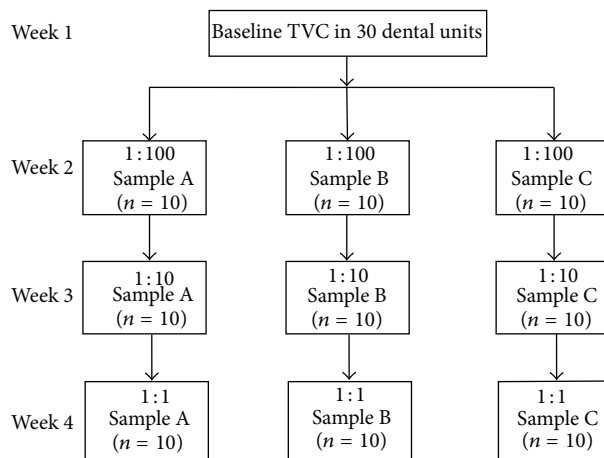 Week 1
Baseline TVC in 30 dental units
Week 2
1 : 100
Sample A
(n = 10)
1 : 100
Sample B
(n = 10)
1 : 100
Sample C
(n = 10)
Week 3
1 : 10
Sample A
(n = 10)
1 : 10
Sample B
(n = 10)
1 : 10
Sample C
(n = 10)
Week 4
1 : 1
Sample A
(n = 10)
1 : 1
Sample B
(n = 10)
1 : 1
Sample C
(n = 10)